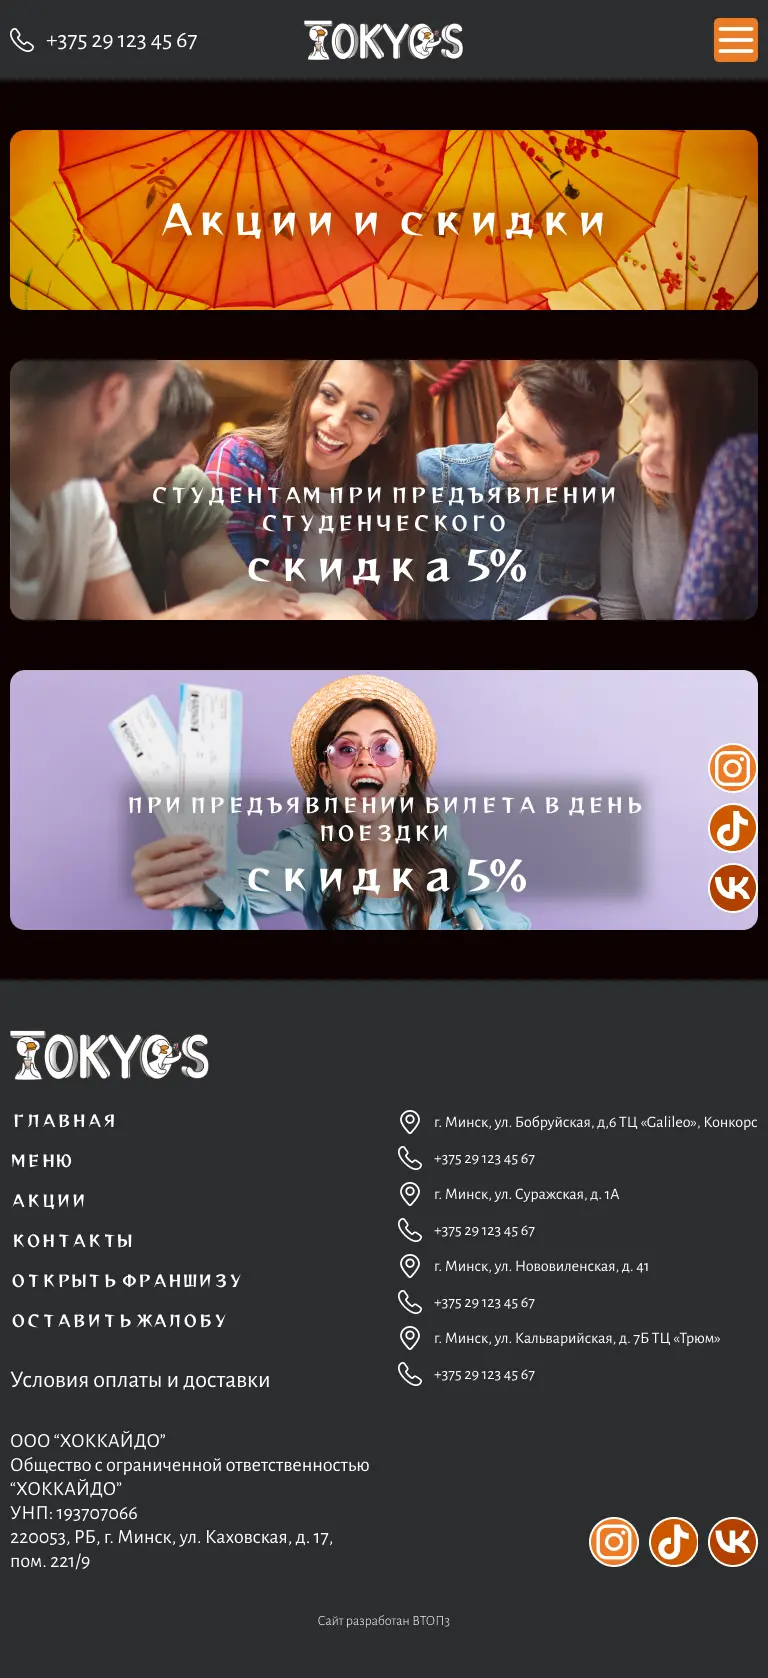 +375 29 123 45 67
TOKYOS
Акции и скидки
СТУДЕНТАМ ПРИ ПРЕДЪЯВЛЕНИИ
СТУДЕНЧЕСКОГО
скидка 5%
ПРИ ПРЕДЪЯВЛЕНИИ БИЛЕТА В ДЕНЬ
ПОЕЗДКИ
скидка 5%
TOKYOS
ГЛАВНАЯ
МЕНЮ
АКЦИИ
КОНТАКТЫ
ОТКРЫТЬ ФРАНШИЗУ
ОСТАВИТЬ ЖАЛОБУ
Условия оплаты и доставки
ООО “ХОККАЙДО”
Общество с ограниченной ответственностью
“ХОККАЙДО”
УНП: 193707066
220053, РБ, г. Минск, ул. Каховская, д. 17,
пом. 221/9
г. Минск, ул. Бобруйская, д,6 ТЦ «Galileo», Конкорс
+375 29 123 45 67
г. Минск, ул. Суражская, д. 1А
+375 29 123 45 67
г. Минск, ул. Нововиленская, д. 41
+375 29 123 45 67
г. Минск, ул. Кальварийская, д. 7Б ТЦ «Трюм»
+375 29 123 45 67
Сайт разработан ВТОП3